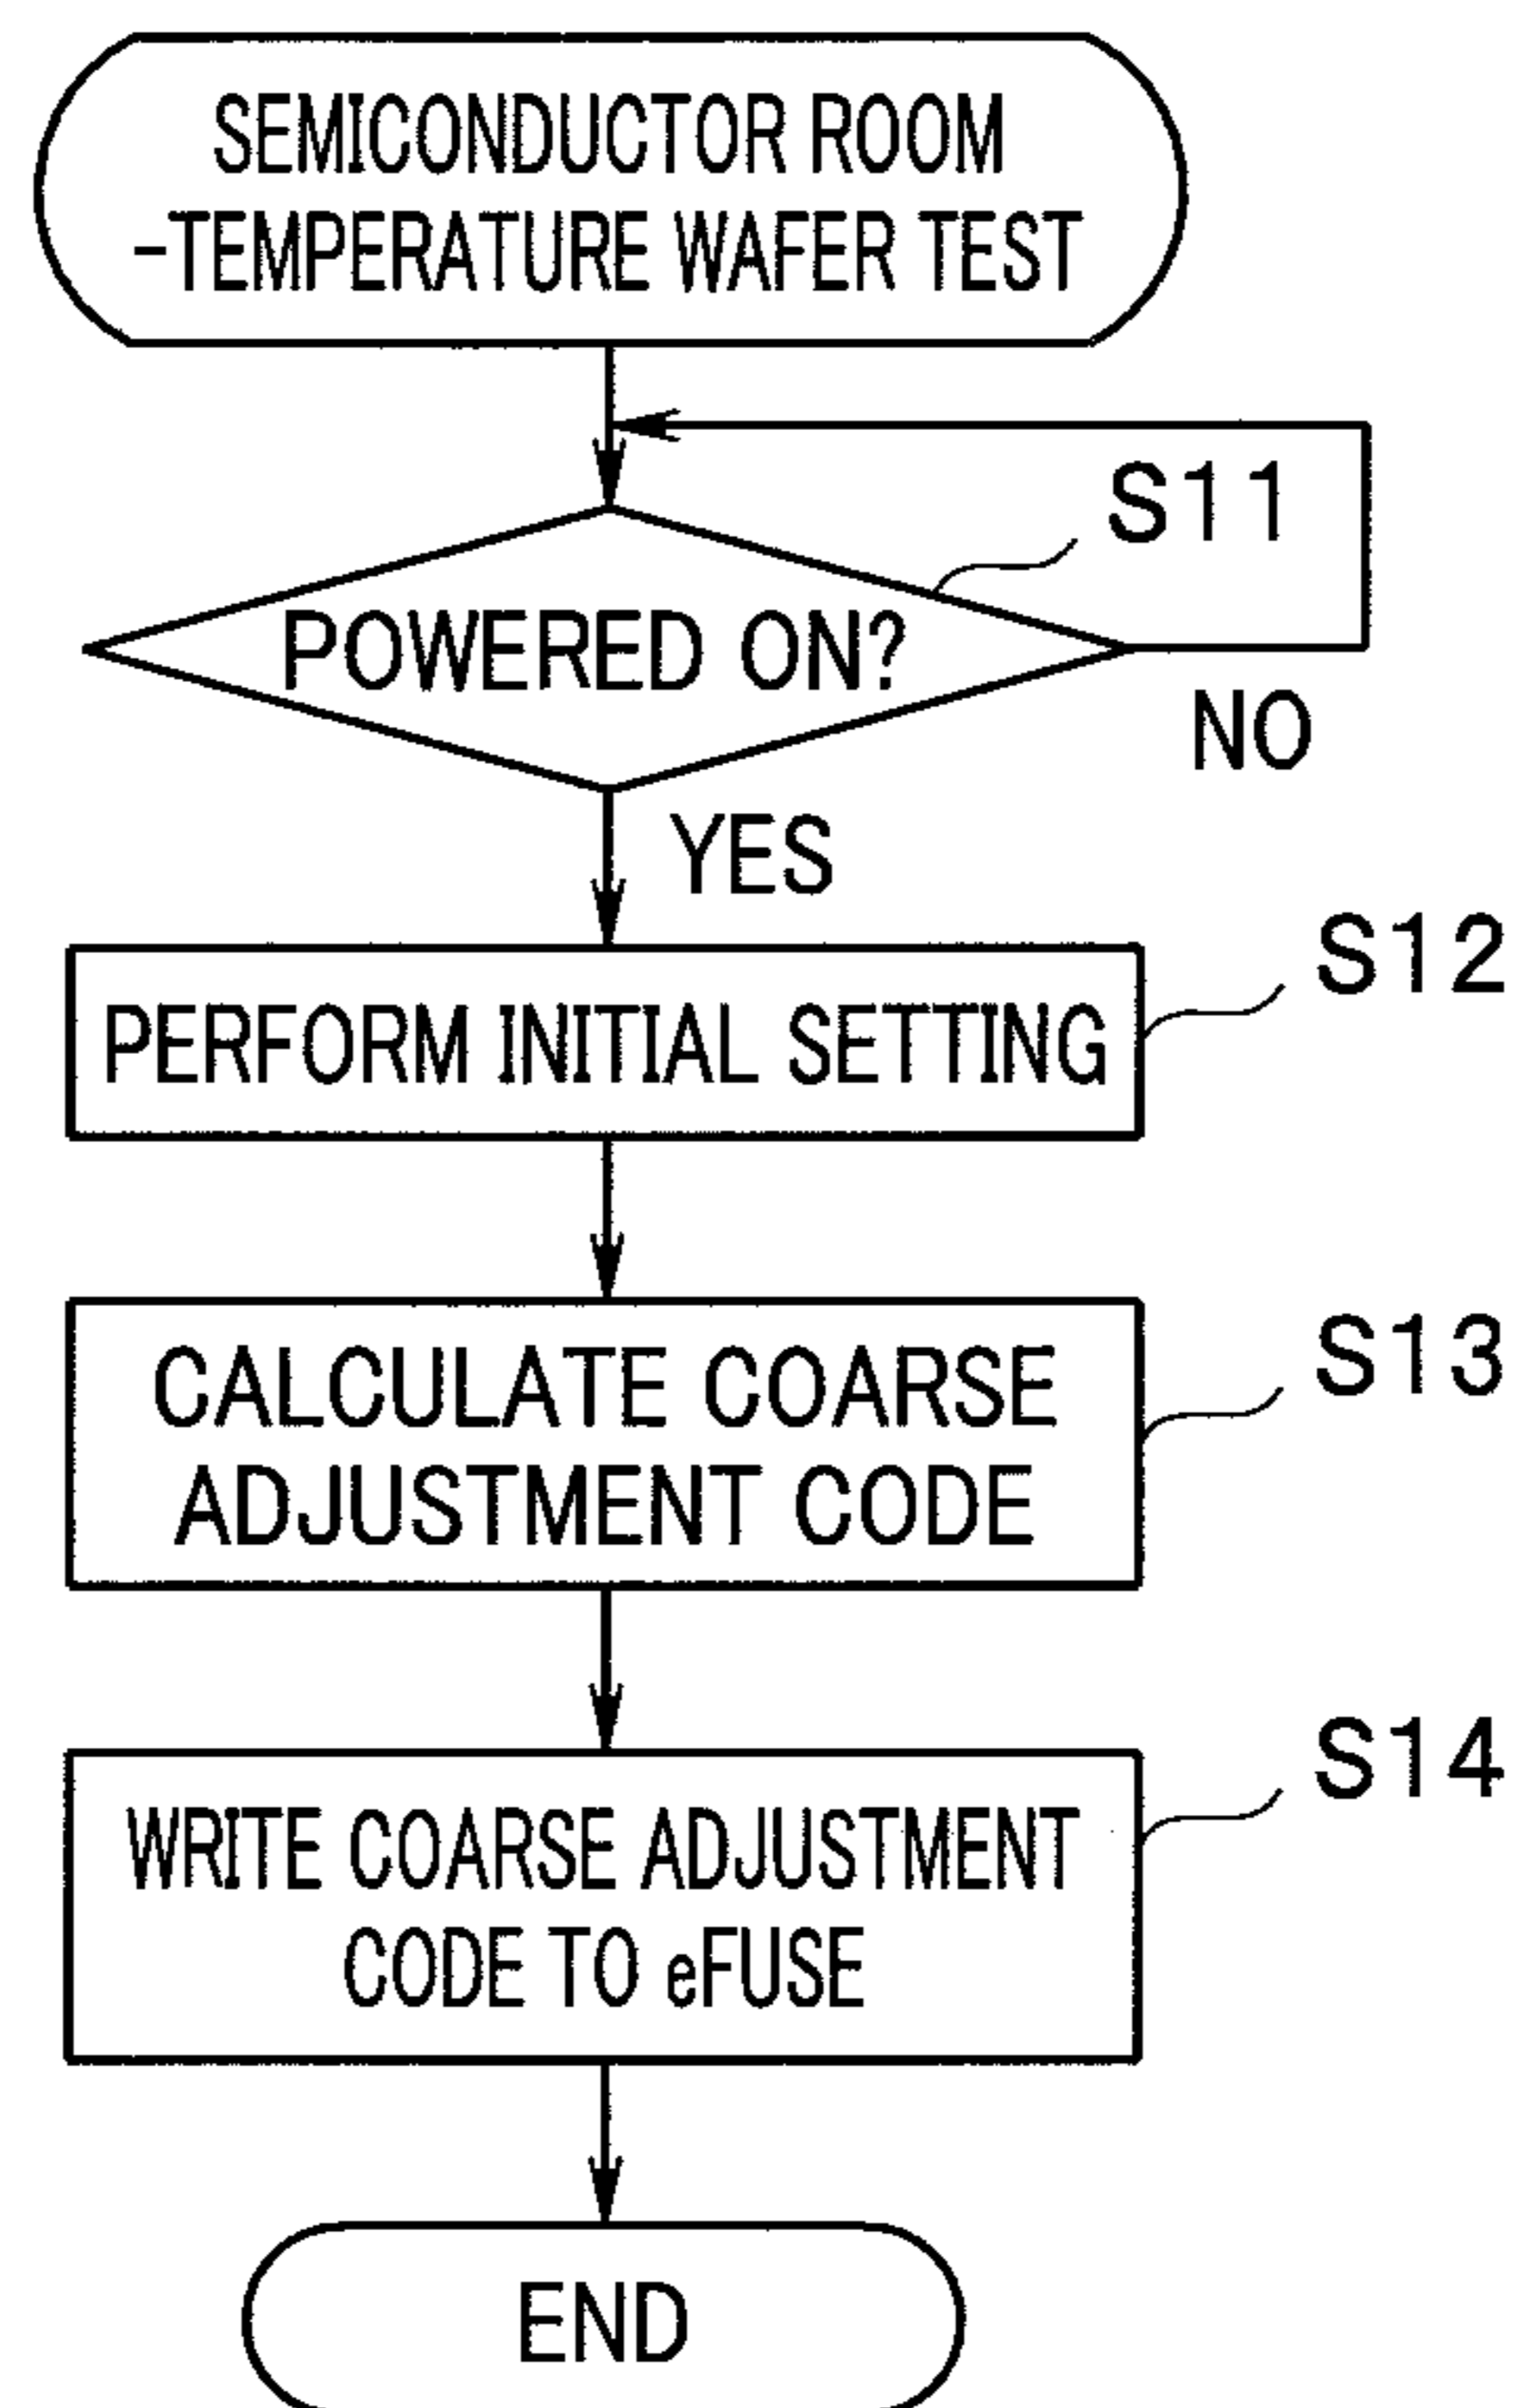 SEMICONDUCTOR ROOM
-TEMPERATURE WAFER TEST
S11
POWERED ON?
NO
YES
S12
PERFORM INITIAL SETTING
S13
CALCULATE COARSE
ADJUSTMENT CODE
S14
WRITE COARSE ADJUSTMENT
CODE TO eFUSE
END